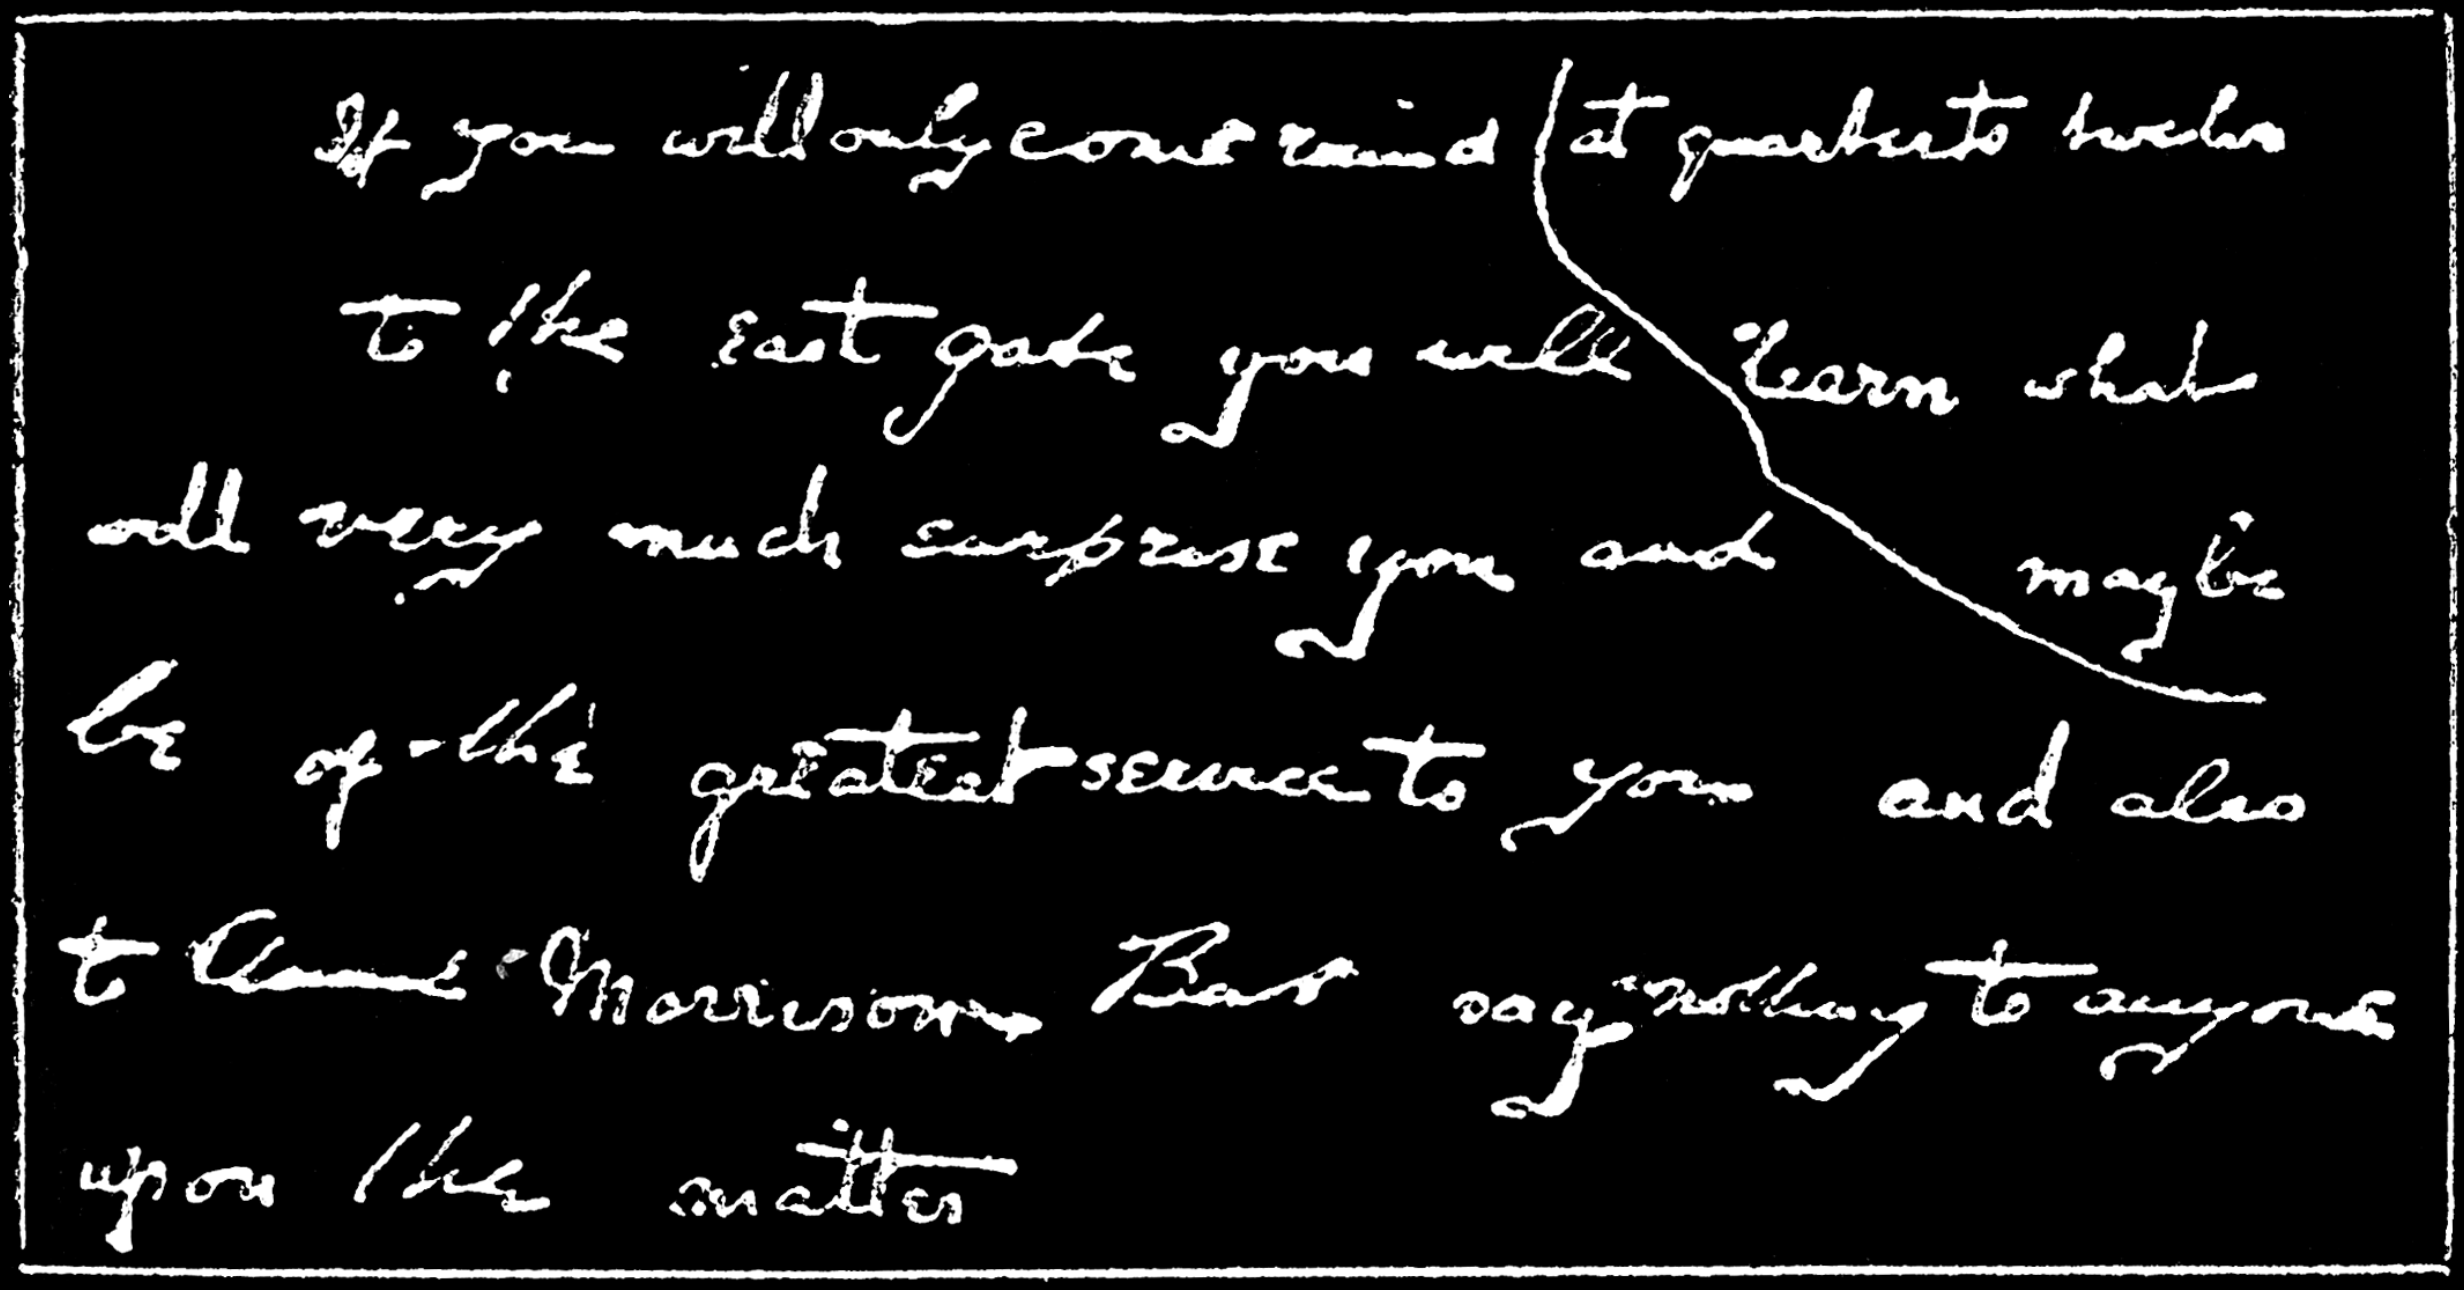 If you will only come round at quarter to twelve
to the east gate you will learn what
will very much surprise you and maybe
be of the greatest service to you and also
to Annie Morrison But say nothing to anyone
upon the matter